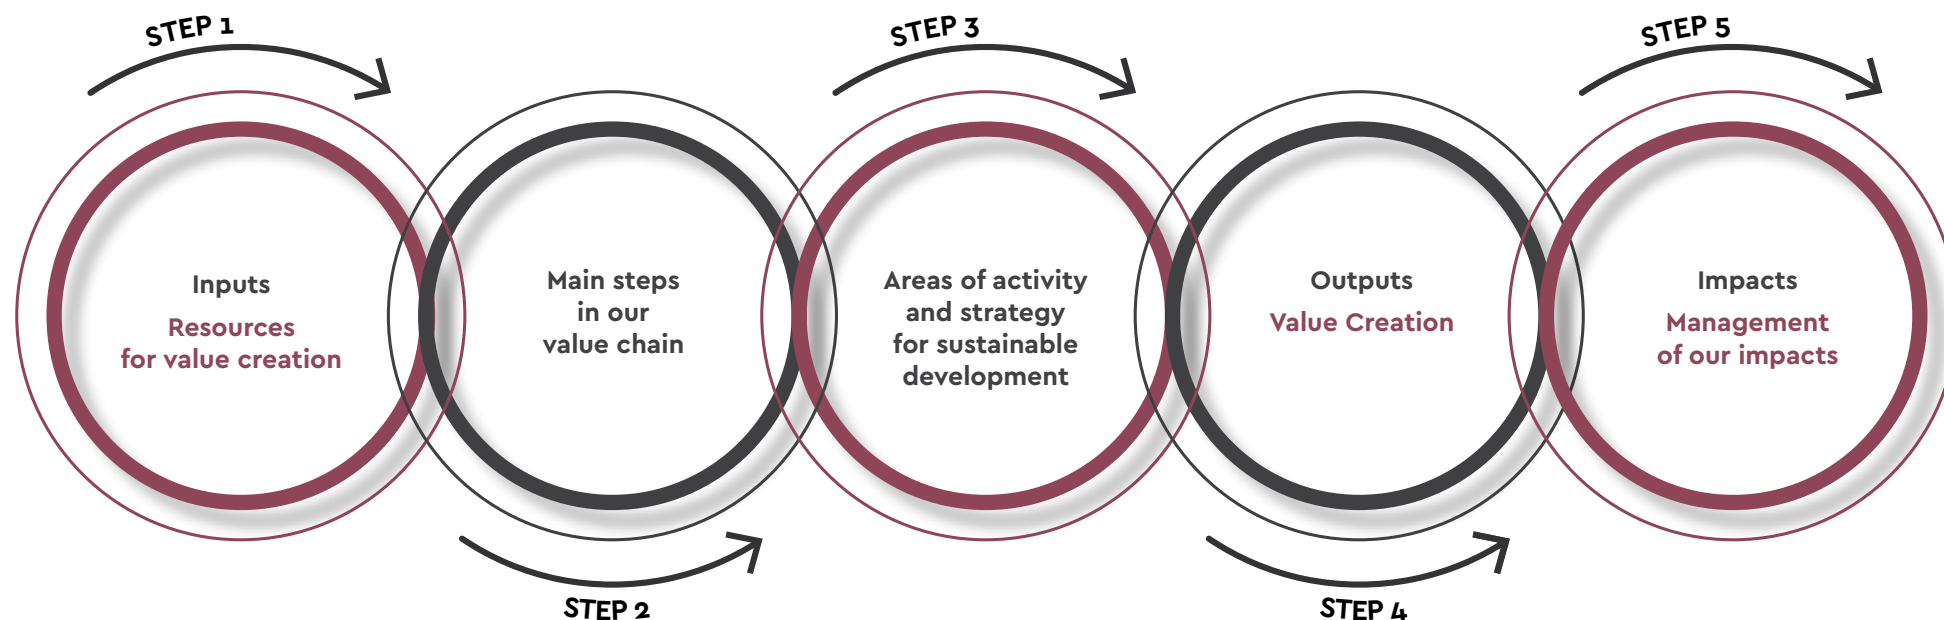 STEP 1
Inputs
Resources
for value creation
STEP 2
Main steps
in our
value chain
STEP 3
Areas of activity
and strategy
for sustainable
development
STEP 4
Outputs
Value Creation
STEP 5
Impacts
Management
of our impacts